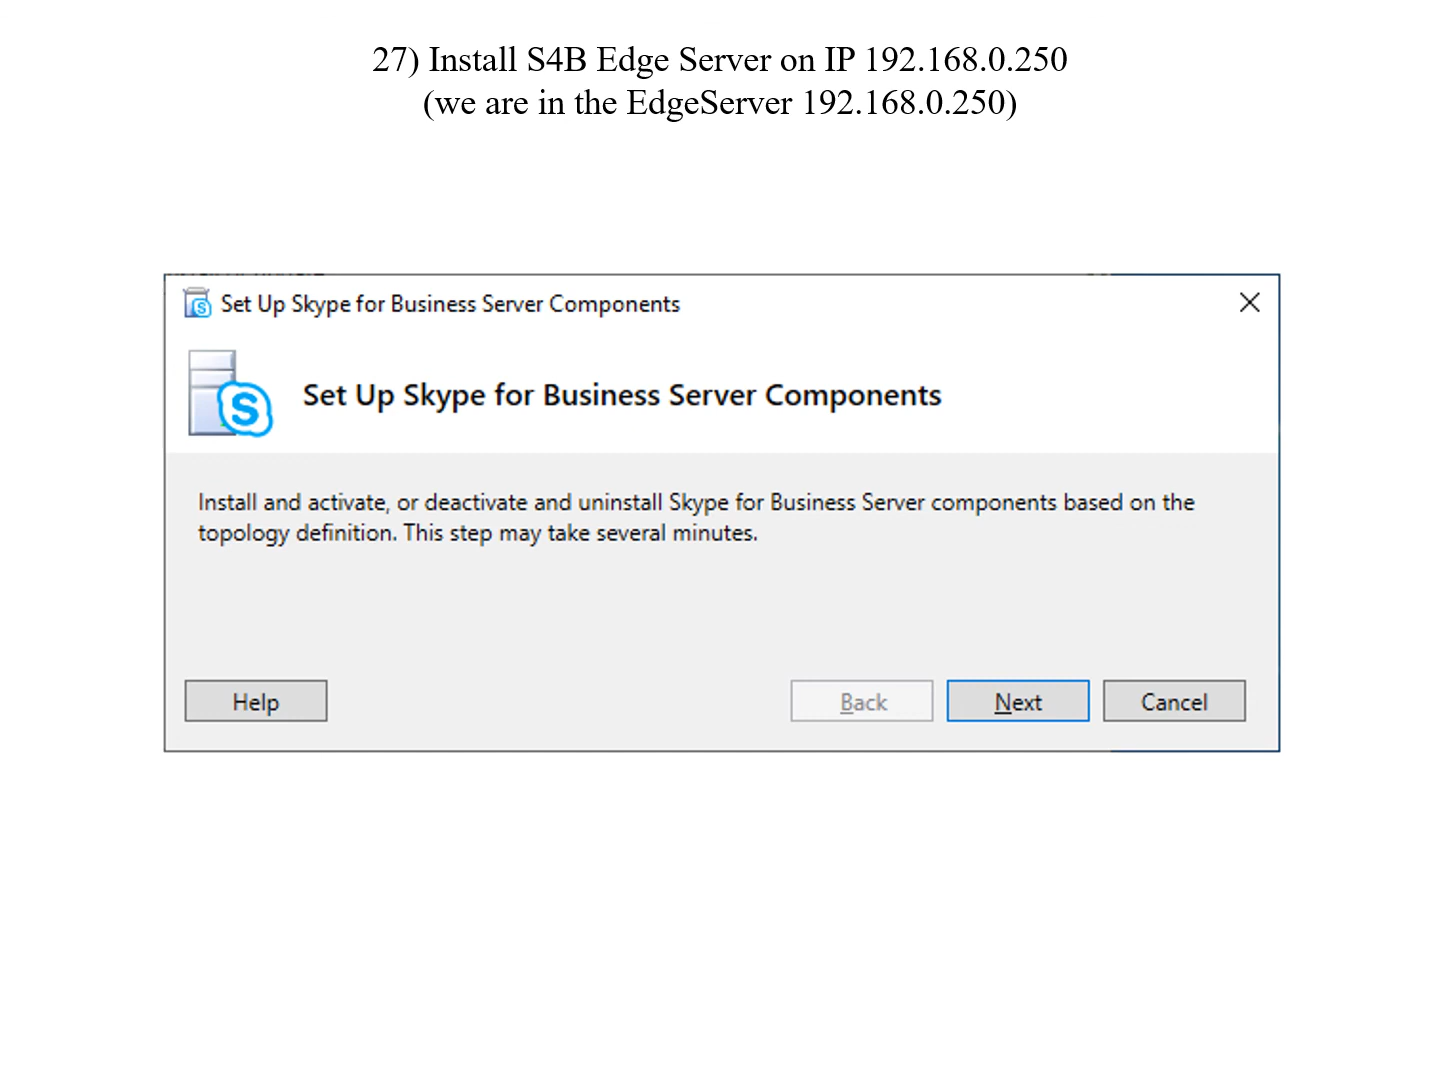 27) Install S4B Edge Server on IP 192.168.0.250
(we are in the EdgeServer 192.168.0.250)
Set Up Skype for Business Server Components
Set Up Skype for Business Server Components
Install and activate, or deactivate and uninstall Skype for Business Server components based on the
topology definition. This step may take several minutes.
Help Back Next Cancel